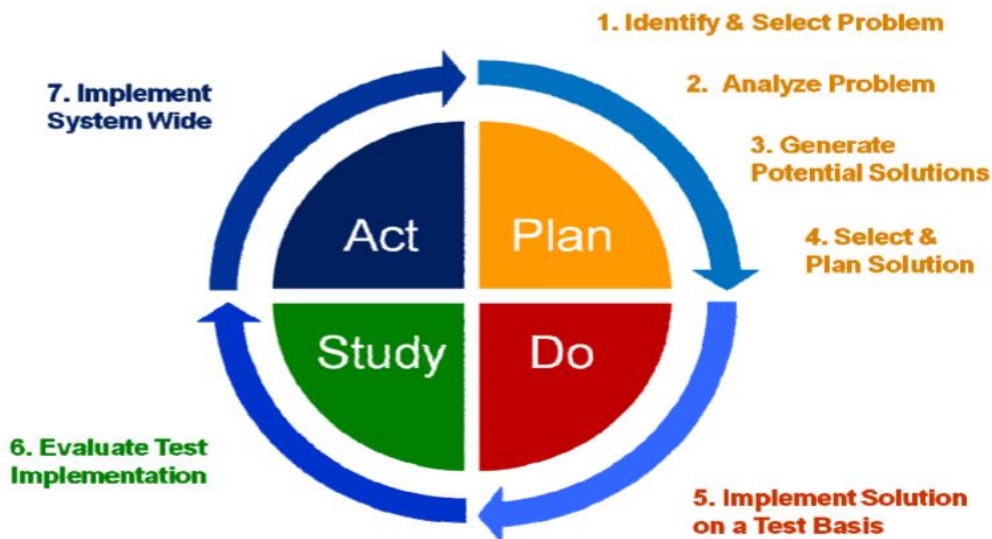 1. Identify & Select Problem
2. Analyze Problem
3. Generate
Potential Solutions
4. Select &
Plan Solution
7. Implement
System Wide
Act
Plan
Study
Do
6. Evaluate Test
Implementation
5. Implement Solution
on a Test Basis